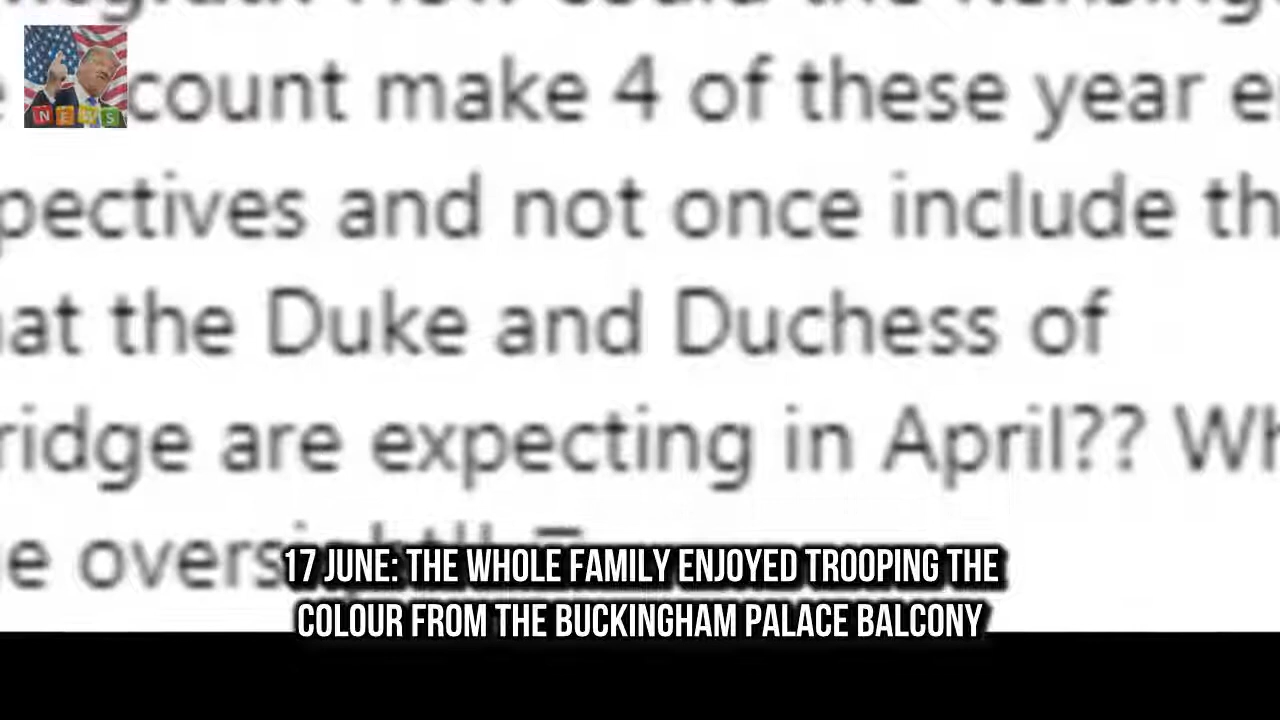 NEWS
count make 4 of these year e
pectives and not once include th
at the Duke and Duchess of
ridge are expecting in April?? Wh
e oversight!!
17 JUNE: THE WHOLE FAMILY ENJOYED TROOPING THE
COLOUR FROM THE BUCKINGHAM PALACE BALCONY